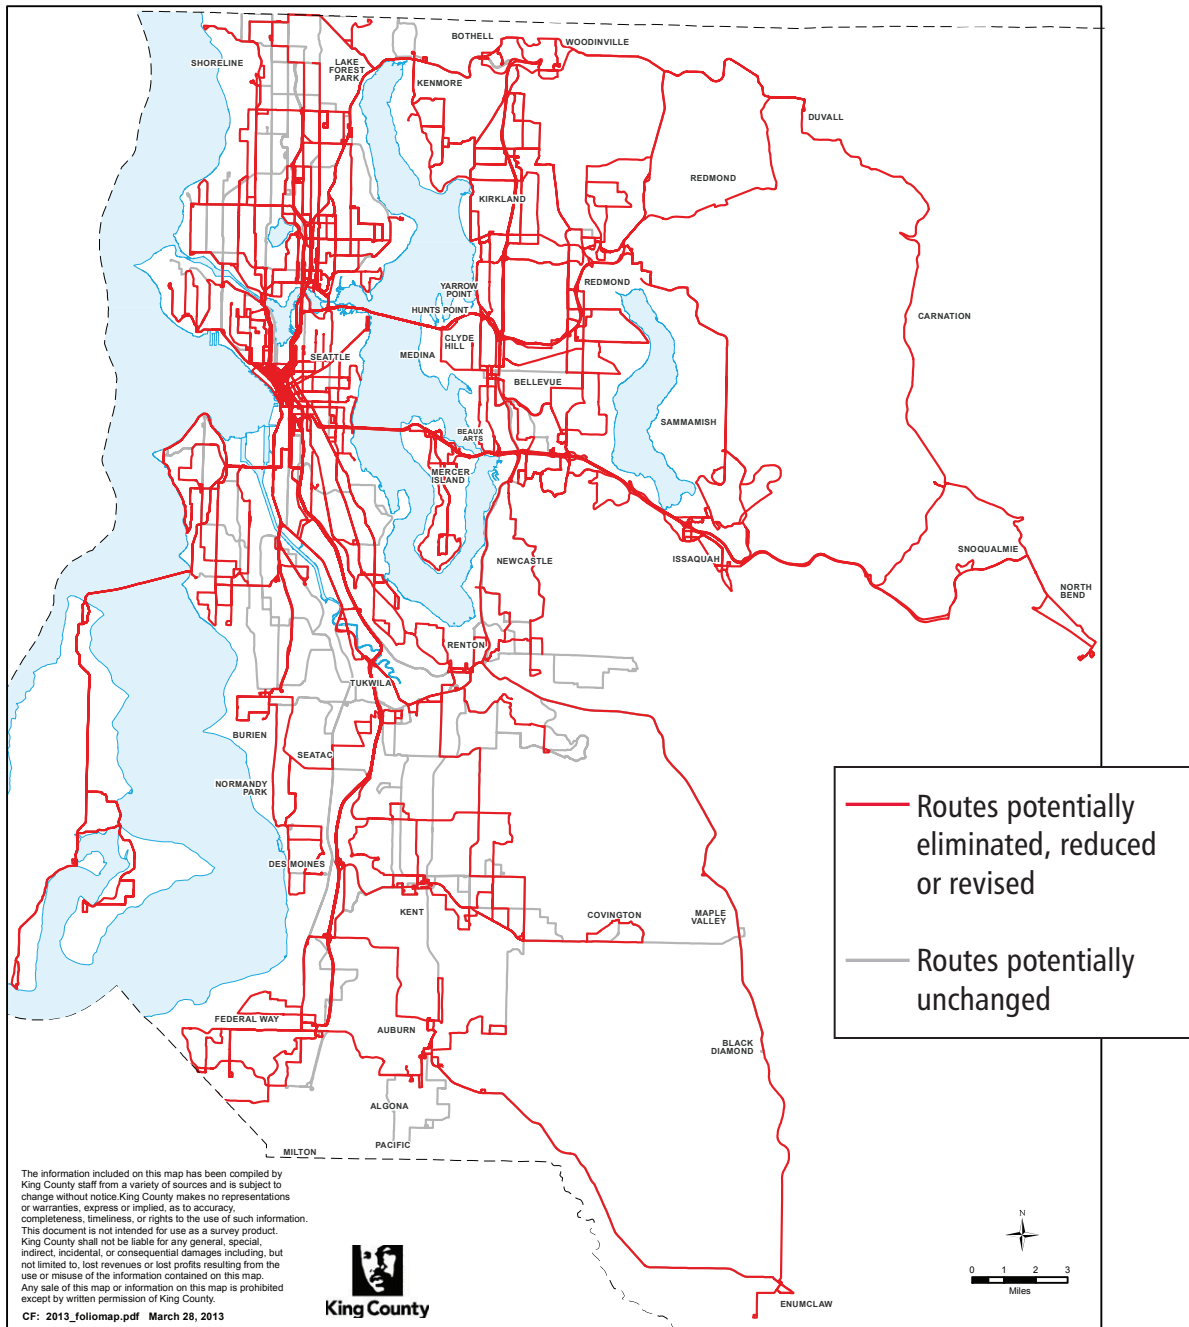 BOTHELL
WOODINVILLE
SHORELINE
LAKE
FOREST
PARK
KENMORE
DUVALL
REDMOND
KIRKLAND
REDMOND
YARROW
POINT
HUNTS POINT
CARNATION
CLYDE
HILL
SEATTLE
MEDINA
BELLEVUE
SAMMAMISH
BEAUX
ARTS
MERCER
ISLAND
NEWCASTLE
ISSAQUAH
SNOQUALMIE
NORTH
BEND
RENTON
TUKWILA
BURIEN
SEATAC
NORMANDY
PARK
Routes potentially
eliminated, reduced
or revised
DES MOINES
KENT
COVINGTON
MAPLE
VALLEY
Routes potentially
unchanged
FEDERAL WAY
AUBURN
BLACK
DIAMOND
ALGONA
PACIFIC
MILTON
The information included on this map has been compiled by
King County staff from a variety of sources and is subject to
change without notice.King County makes no representations
or warranties, express or implied, as to accuracy,
completeness, timeliness, or rights to the use of such information.
This document is not intended for use as a survey product.
King County shall not be liable for any general, special,
indirect, incidental, or consequential damages including, but
not limited to, lost revenues or lost profits resulting from the
use or misuse of the information contained on this map.
Any sale of this map or information on this map is prohibited
except by written permission of King County.
CF: 2013_foliomap.pdf March 28, 2013
King County
N
0 1 2 3
Miles
ENUMCLAW